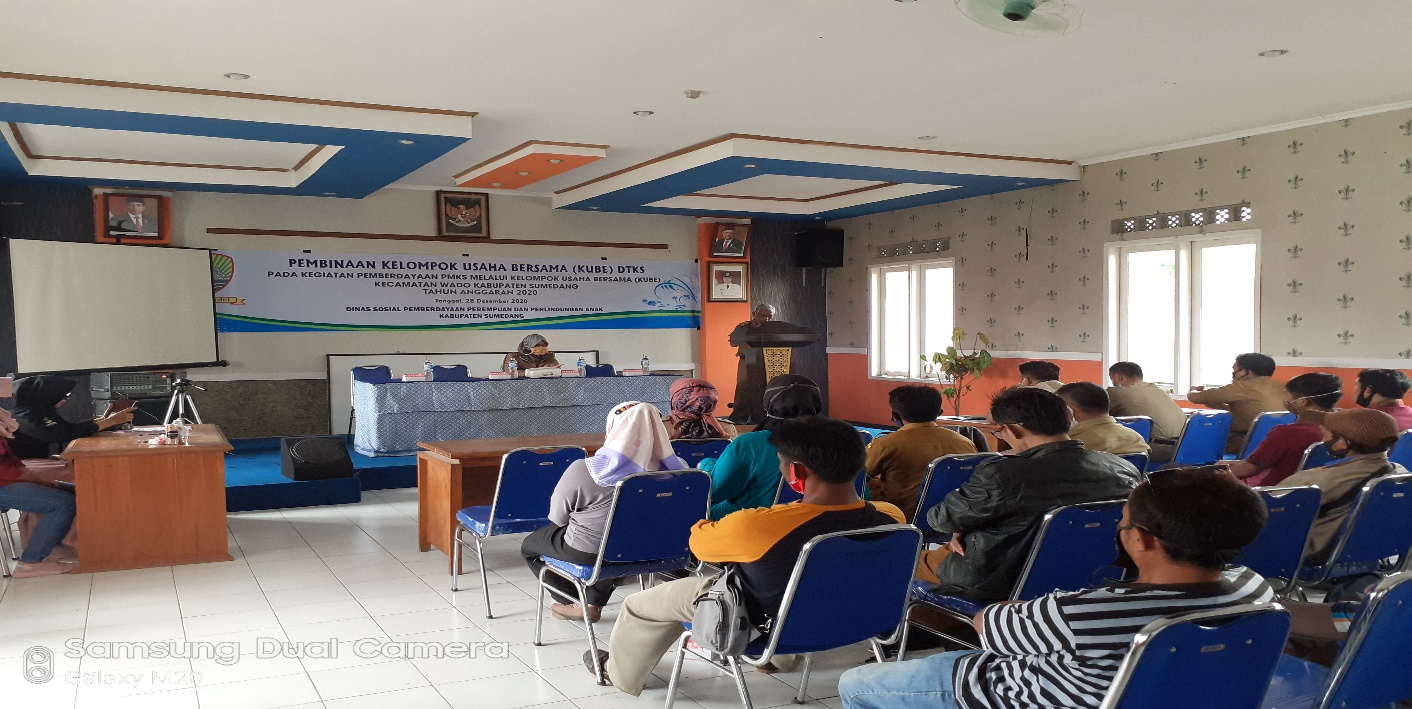 PEMBINAAN KELOMPOK USAHA BERSAMA (KUBE) DTKS
PADA KEGIATAN PEMBERDAYAAN PMKS MELALUI KELOMPOK USAHA BERSAMA (KUBE)
KECAMATAN WADO KABUPATEN SUMEDANG
TAHUN ANGGARAN 2020
Tanggal, 28 Desember 2020
DINAS SOSIAL PEMBERDAYAAN PEREMPUAN DAN PERLINDUNGAN ANAK
KABUPATEN SUMEDANG
8 Samsung Dual Camera
Galaxy M20